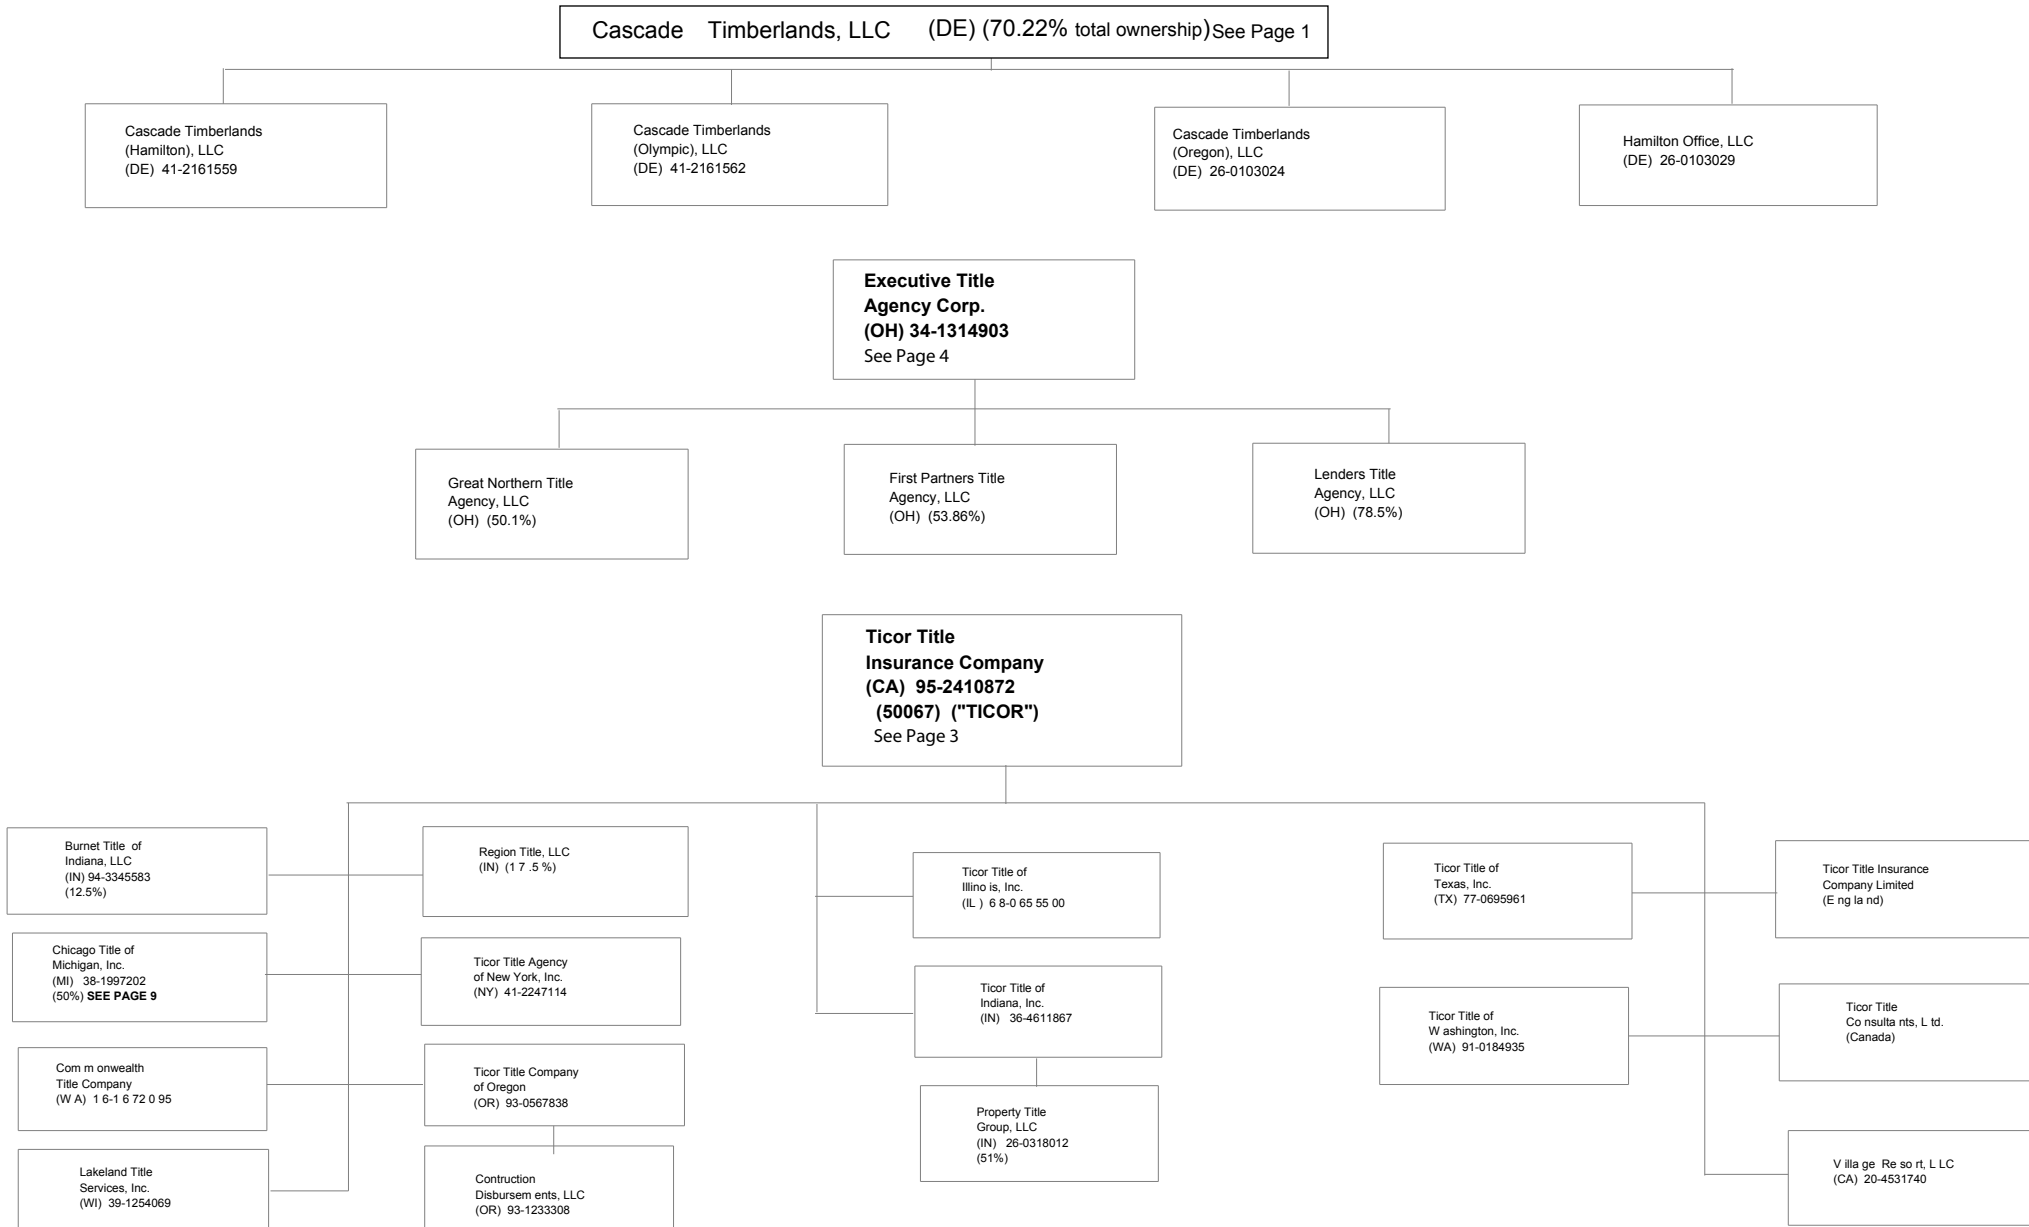 Cascade Timberlands, LLC (DE) (70.22% total ownership) See Page 1
Cascade Timberlands
(Hamilton), LLC
(DE) 41-2161559
Cascade Timberlands
(Olympic), LLC
(DE) 41-2161562
Cascade Timberlands
(Oregon), LLC
(DE) 26-0103024
Hamilton Office, LLC
(DE) 26-0103029
Executive Title
Agency Corp.
(OH) 34-1314903
See Page 4
Great Northern Title
Agency, LLC
(OH) (50.1%)
First Partners Title
Agency, LLC
(OH) (53.86%)
Lenders Title
Agency, LLC
(OH) (78.5%)
Ticor Title
Insurance Company
(CA) 95-2410872
(50067) ("TICOR")
See Page 3
Burnet Title of
Indiana, LLC
(IN) 94-3345583
(12.5%)
Region Title, LLC
(IN) (1 7 .5 %)
Chicago Title of
Michigan, Inc.
(MI) 38-1997202
(50%) SEE PAGE 9
Ticor Title Agency
of New York, Inc.
(NY) 41-2247114
Com m onwealth
Title Company
(W A) 1 6-1 6 72 0 95
Ticor Title Company
of Oregon
(OR) 93-0567838
Lakeland Title
Services, Inc.
(WI) 39-1254069
Contruction
Disbursem ents, LLC
(OR) 93-1233308
Ticor Title of
Illino is, Inc.
(IL ) 6 8-0 65 55 00
Ticor Title of
Indiana, Inc.
(IN) 36-4611867
Property Title
Group, LLC
(IN) 26-0318012
(51%)
Ticor Title of
Texas, Inc.
(TX) 77-0695961
Ticor Title Insurance
Company Limited
(E ng la nd)
Ticor Title of
W ashington, Inc.
(WA) 91-0184935
Ticor Title
Co nsulta nts, L td.
(Canada)
V illa ge Re so rt, L LC
(CA) 20-4531740